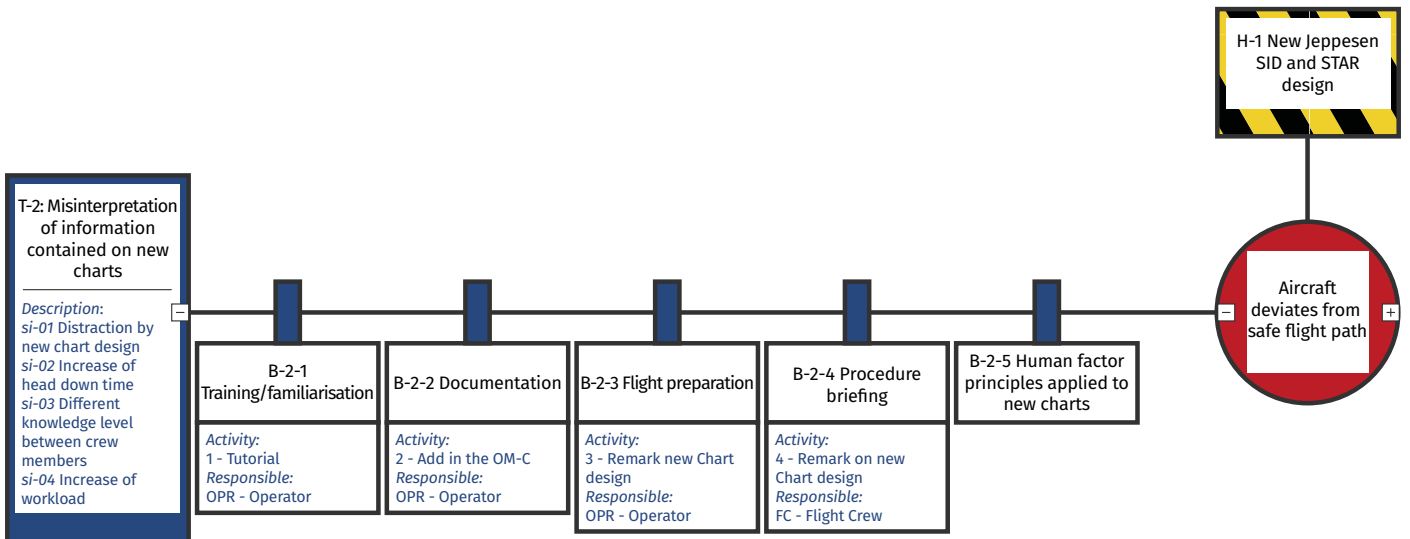 H-1 New Jeppesen
SID and STAR
design
T-2: Misinterpretation
of information
contained on new
charts
Description:
si-01 Distraction by
new chart design
si-02 Increase of
head down time
si-03 Different
knowledge level
between crew
members
si-04 Increase of
workload
B-2-1
Training/familiarisation
Activity:
1 - Tutorial
Responsible:
OPR - Operator
B-2-2 Documentation
Activity:
2 - Add in the OM-C
Responsible:
OPR - Operator
B-2-3 Flight preparation
Activity:
3 - Remark new Chart
design
Responsible:
OPR - Operator
B-2-4 Procedure
briefing
Activity:
4 - Remark on new
Chart design
Responsible:
FC - Flight Crew
B-2-5 Human factor
principles applied to
new charts
Aircraft
deviates from
safe flight path